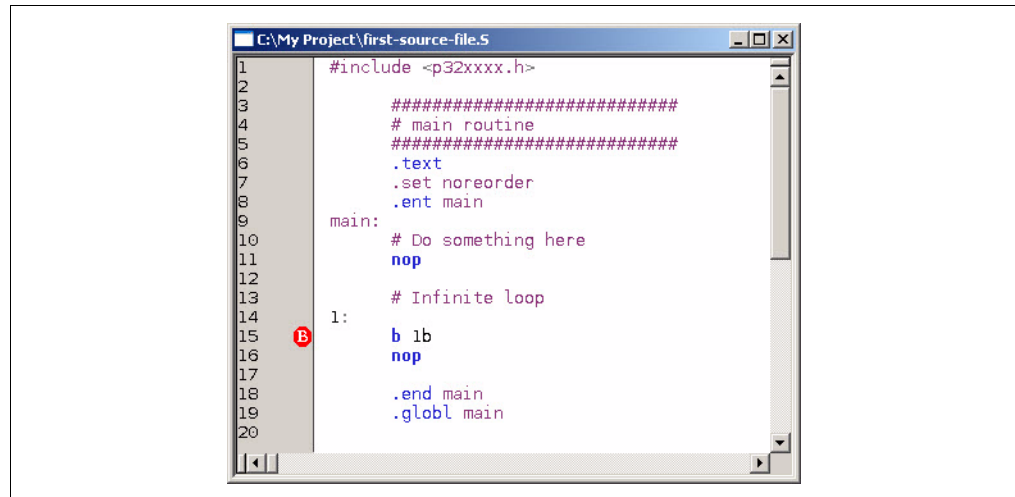 C:\My Project\first-source-file.S
1 #include <p32xxxx.h>
2
3 ############################
4 # main routine
5 ############################
6 .text
7 .set noreorder
8 .ent main
9 main:
10 # Do something here
11 nop
12
13 # Infinite loop
14 1:
15 B b 1b
16 nop
17
18 .end main
19 .globl main
20